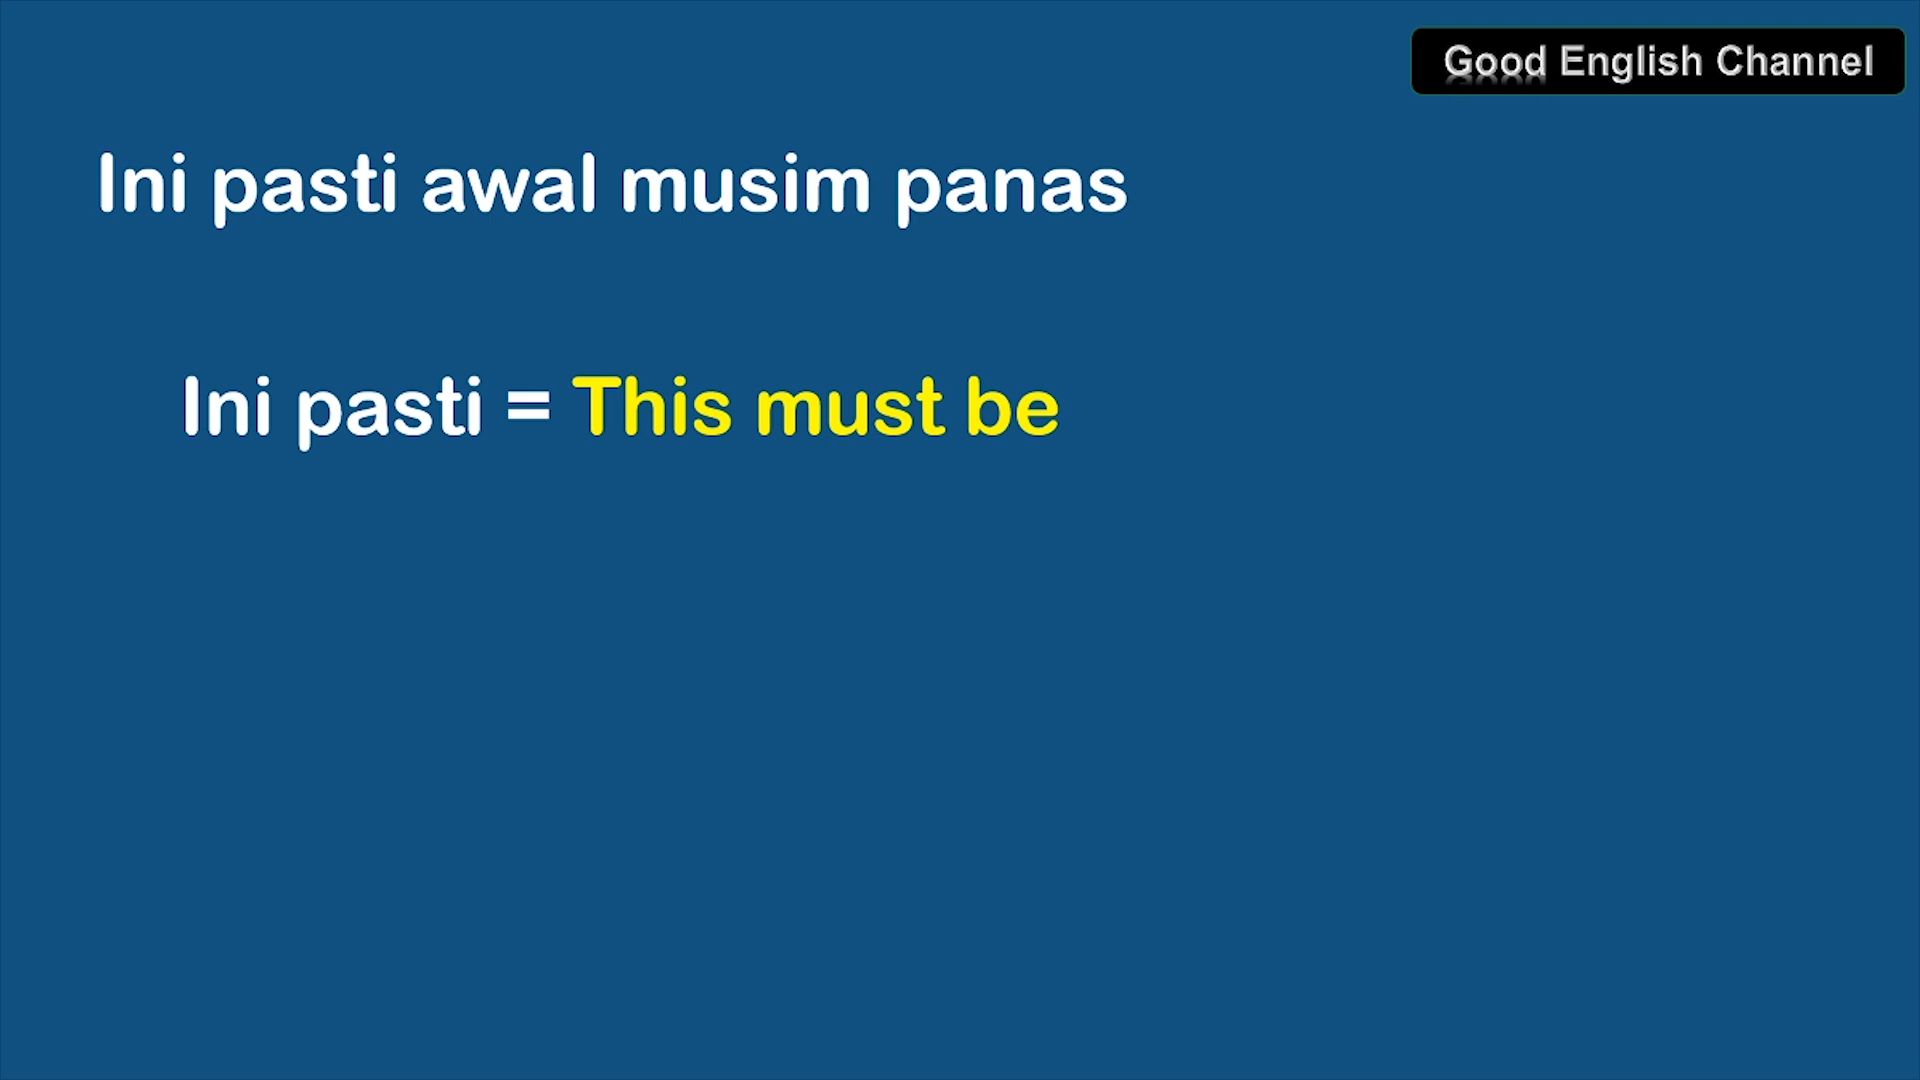 Good English Channel
Ini pasti awal musim panas
Ini pasti = This must be